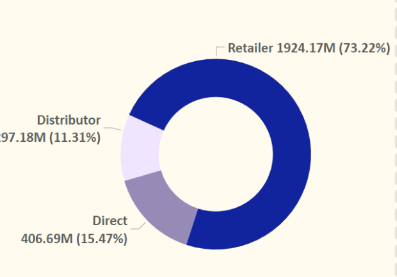 Retailer 1924.17M (73.22%)
Distributor
97.18M (11.31%)
Direct
406.69M (15.47%)